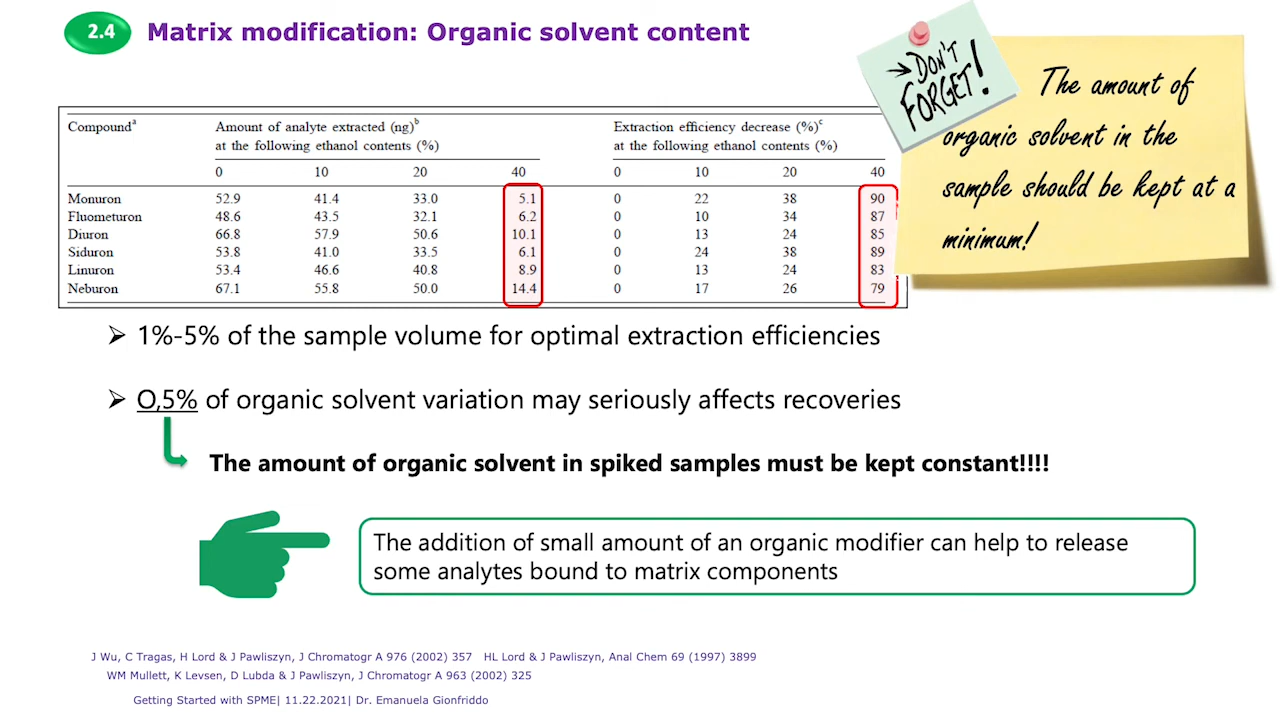 2.4 Matrix modification: Organic solvent content
→ DON'T
FORGET!
The amount of
organic solvent in the
sample should be kept at a
minimum!
Compoundᵃ Amount of analyte extracted (ng)ᵇ Extraction efficiency decrease (%)ᶜ
at the following ethanol contents (%) at the following ethanol contents (%)
0 10 20 40 0 10 20 40
Monuron 52.9 41.4 33.0 5.1 0 22 38 90
Fluometuron 48.6 43.5 32.1 6.2 0 10 34 87
Diuron 66.8 57.9 50.6 10.1 0 13 24 85
Siduron 53.8 41.0 33.5 6.1 0 24 38 89
Linuron 53.4 46.6 40.8 8.9 0 13 24 83
Neburon 67.1 55.8 50.0 14.4 0 17 26 79
➢ 1%-5% of the sample volume for optimal extraction efficiencies
➢ O,5% of organic solvent variation may seriously affects recoveries
The amount of organic solvent in spiked samples must be kept constant!!!!
The addition of small amount of an organic modifier can help to release
some analytes bound to matrix components
J Wu, C Tragas, H Lord & J Pawliszyn, J Chromatogr A 976 (2002) 357 HL Lord & J Pawliszyn, Anal Chem 69 (1997) 3899
WM Mullett, K Levsen, D Lubda & J Pawliszyn, J Chromatogr A 963 (2002) 325
Getting Started with SPME| 11.22.2021| Dr. Emanuela Gionfriddo